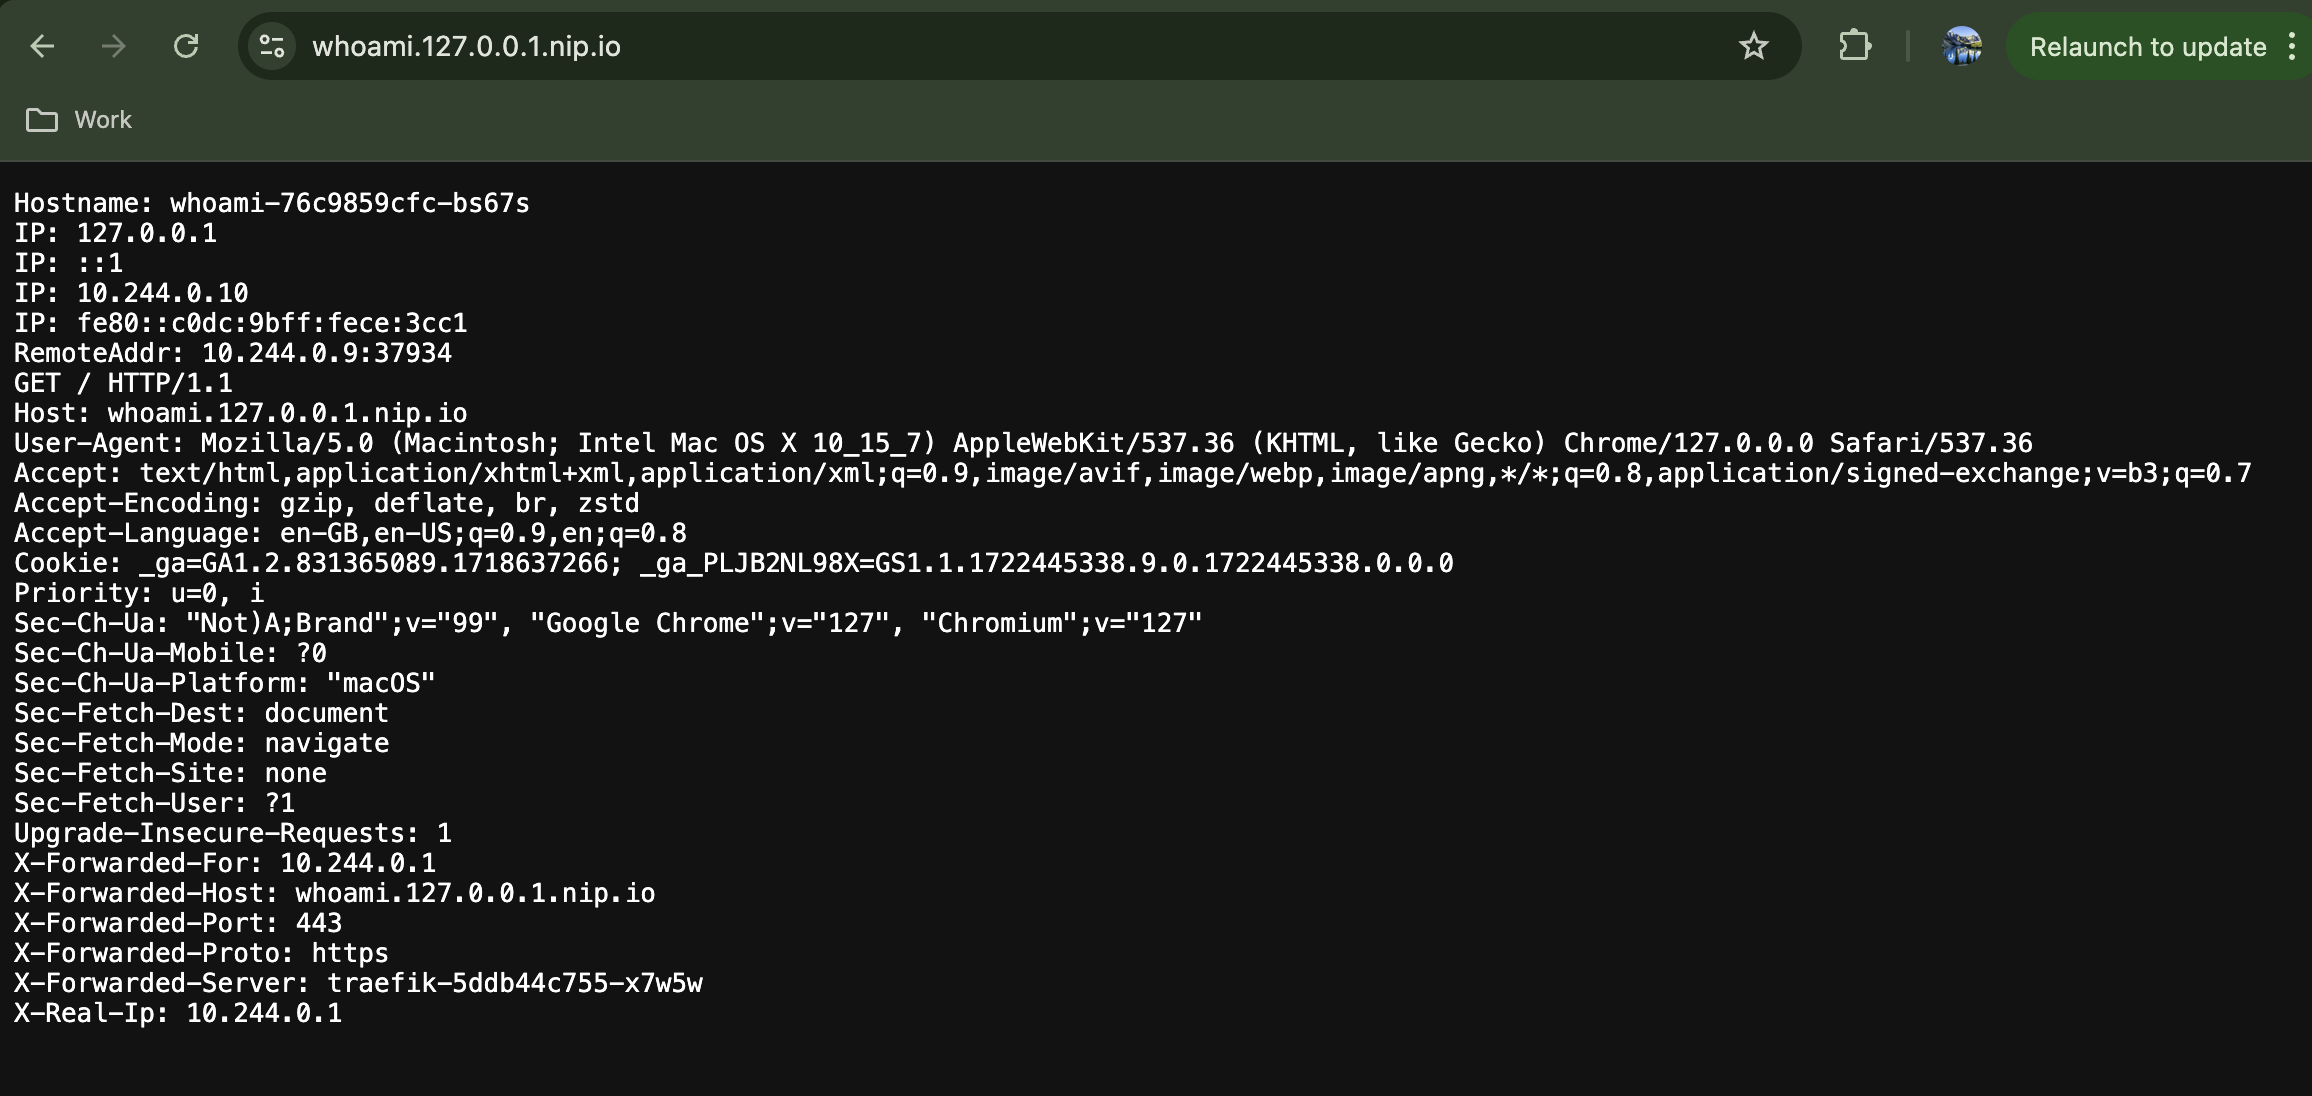 whoami.127.0.0.1.nip.io
Relaunch to update
Work
Hostname: whoami-76c9859cfc-bs67s
IP: 127.0.0.1
IP: ::1
IP: 10.244.0.10
IP: fe80::c0dc:9bff:fece:3cc1
RemoteAddr: 10.244.0.9:37934
GET / HTTP/1.1
Host: whoami.127.0.0.1.nip.io
User-Agent: Mozilla/5.0 (Macintosh; Intel Mac OS X 10_15_7) AppleWebKit/537.36 (KHTML, like Gecko) Chrome/127.0.0.0 Safari/537.36
Accept: text/html,application/xhtml+xml,application/xml;q=0.9,image/avif,image/webp,image/apng,*/*;q=0.8,application/signed-exchange;v=b3;q=0.7
Accept-Encoding: gzip, deflate, br, zstd
Accept-Language: en-GB,en-US;q=0.9,en;q=0.8
Cookie: _ga=GA1.2.831365089.1718637266; _ga_PLJB2NL98X=GS1.1.1722445338.9.0.1722445338.0.0.0
Priority: u=0, i
Sec-Ch-Ua: "Not)A;Brand";v="99", "Google Chrome";v="127", "Chromium";v="127"
Sec-Ch-Ua-Mobile: ?0
Sec-Ch-Ua-Platform: "macOS"
Sec-Fetch-Dest: document
Sec-Fetch-Mode: navigate
Sec-Fetch-Site: none
Sec-Fetch-User: ?1
Upgrade-Insecure-Requests: 1
X-Forwarded-For: 10.244.0.1
X-Forwarded-Host: whoami.127.0.0.1.nip.io
X-Forwarded-Port: 443
X-Forwarded-Proto: https
X-Forwarded-Server: traefik-5ddb44c755-x7w5w
X-Real-Ip: 10.244.0.1